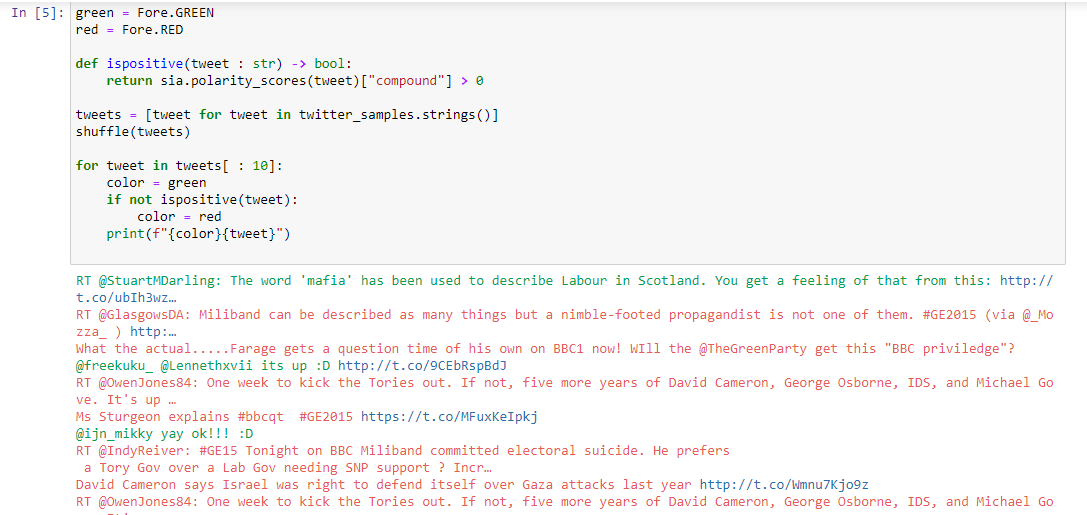 In [5]: green = Fore.GREEN
red = Fore.RED
def ispositive(tweet : str) -> bool:
    return sia.polarity_scores(tweet)["compound"] > 0
tweets = [tweet for tweet in twitter_samples.strings()]
shuffle(tweets)
for tweet in tweets[ : 10]:
    color = green
    if not ispositive(tweet):
        color = red
    print(f"{color}{tweet}")
RT @StuartMDarling: The word 'mafia' has been used to describe Labour in Scotland. You get a feeling of that from this: http://
t.co/ubIh3wz…
RT @GlasgowsDA: Miliband can be described as many things but a nimble-footed propagandist is not one of them. #GE2015 (via @_Mo
zza_ ) http:…
What the actual.....Farage gets a question time of his own on BBC1 now! WIll the @TheGreenParty get this "BBC priviledge"?
@freekuku_ @Lennethxvii its up :D http://t.co/9CEbRspBdJ
RT @OwenJones84: One week to kick the Tories out. If not, five more years of David Cameron, George Osborne, IDS, and Michael Go
ve. It's up …
Ms Sturgeon explains #bbcqt  #GE2015 https://t.co/MFuxKeIpkj
@ijn_mikky yay ok!!! :D
RT @IndyReiver: #GE15 Tonight on BBC Miliband committed electoral suicide. He prefers
 a Tory Gov over a Lab Gov needing SNP support ? Incr…
David Cameron says Israel was right to defend itself over Gaza attacks last year http://t.co/Wmnu7Kjo9z
RT @OwenJones84: One week to kick the Tories out. If not, five more years of David Cameron, George Osborne, IDS, and Michael Go